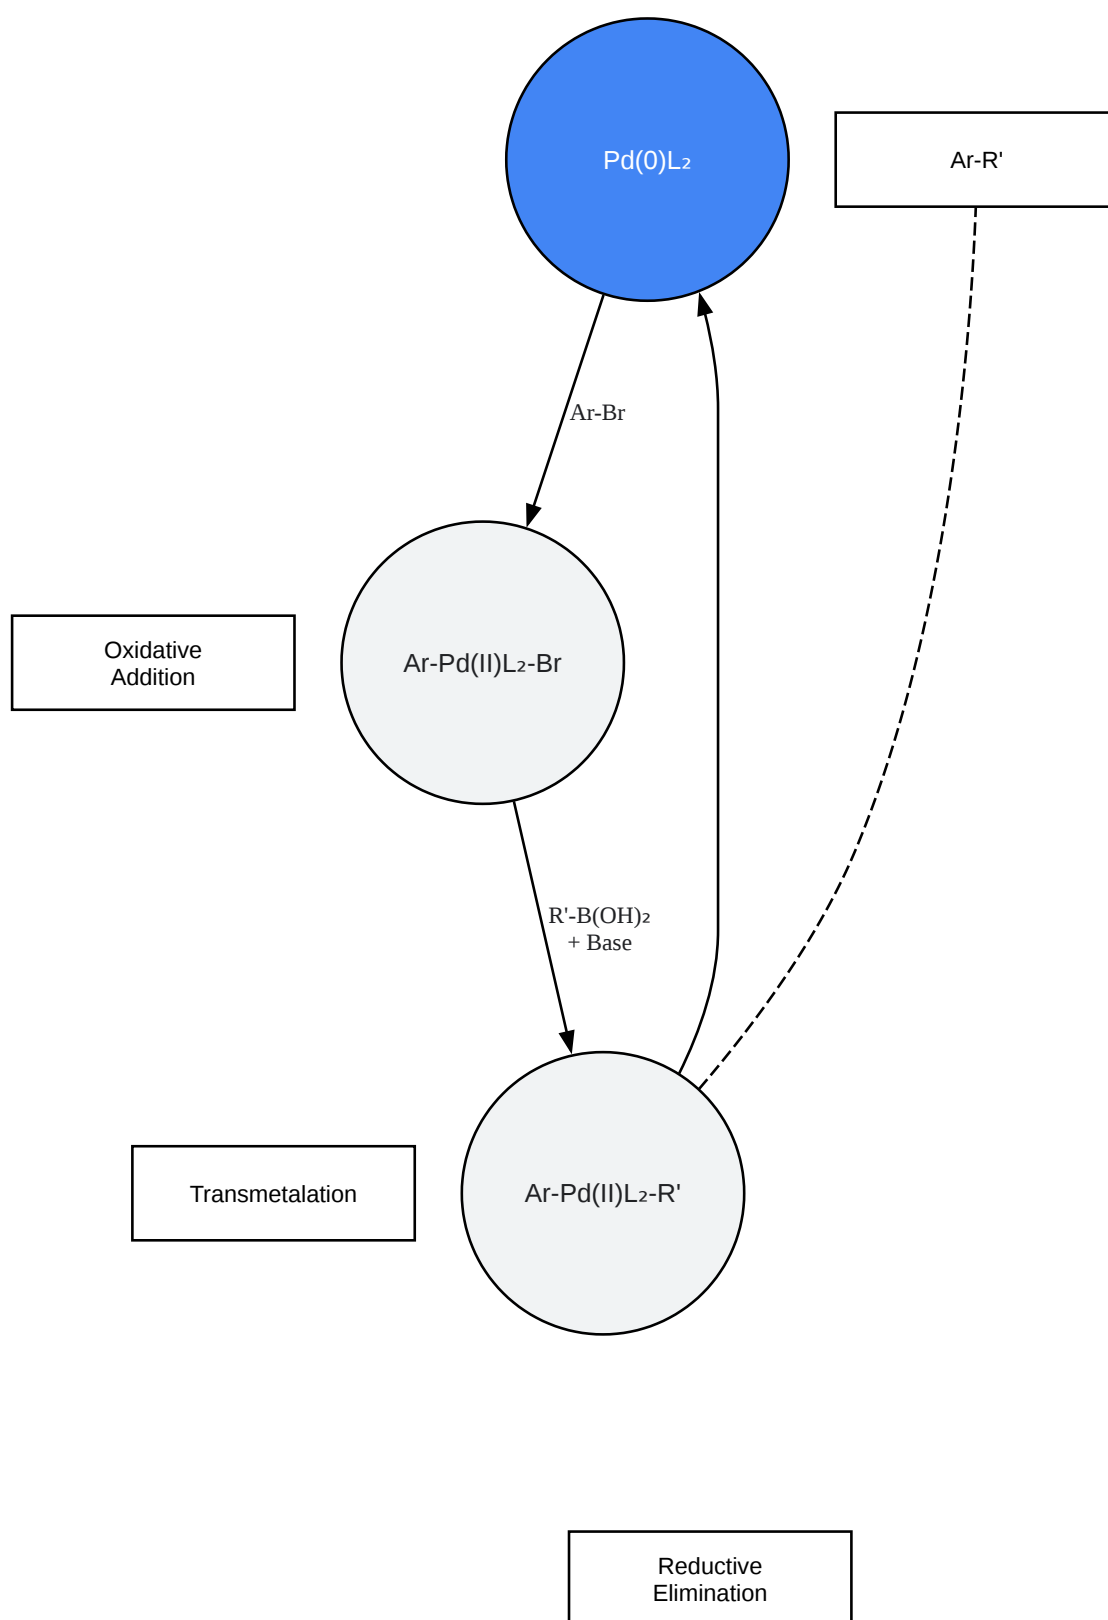 Pd(0)L₂
Ar-R'
Ar-Br
Oxidative
Addition
Ar-Pd(II)L₂-Br
R'-B(OH)₂
+ Base
Transmetalation
Ar-Pd(II)L₂-R'
Reductive
Elimination